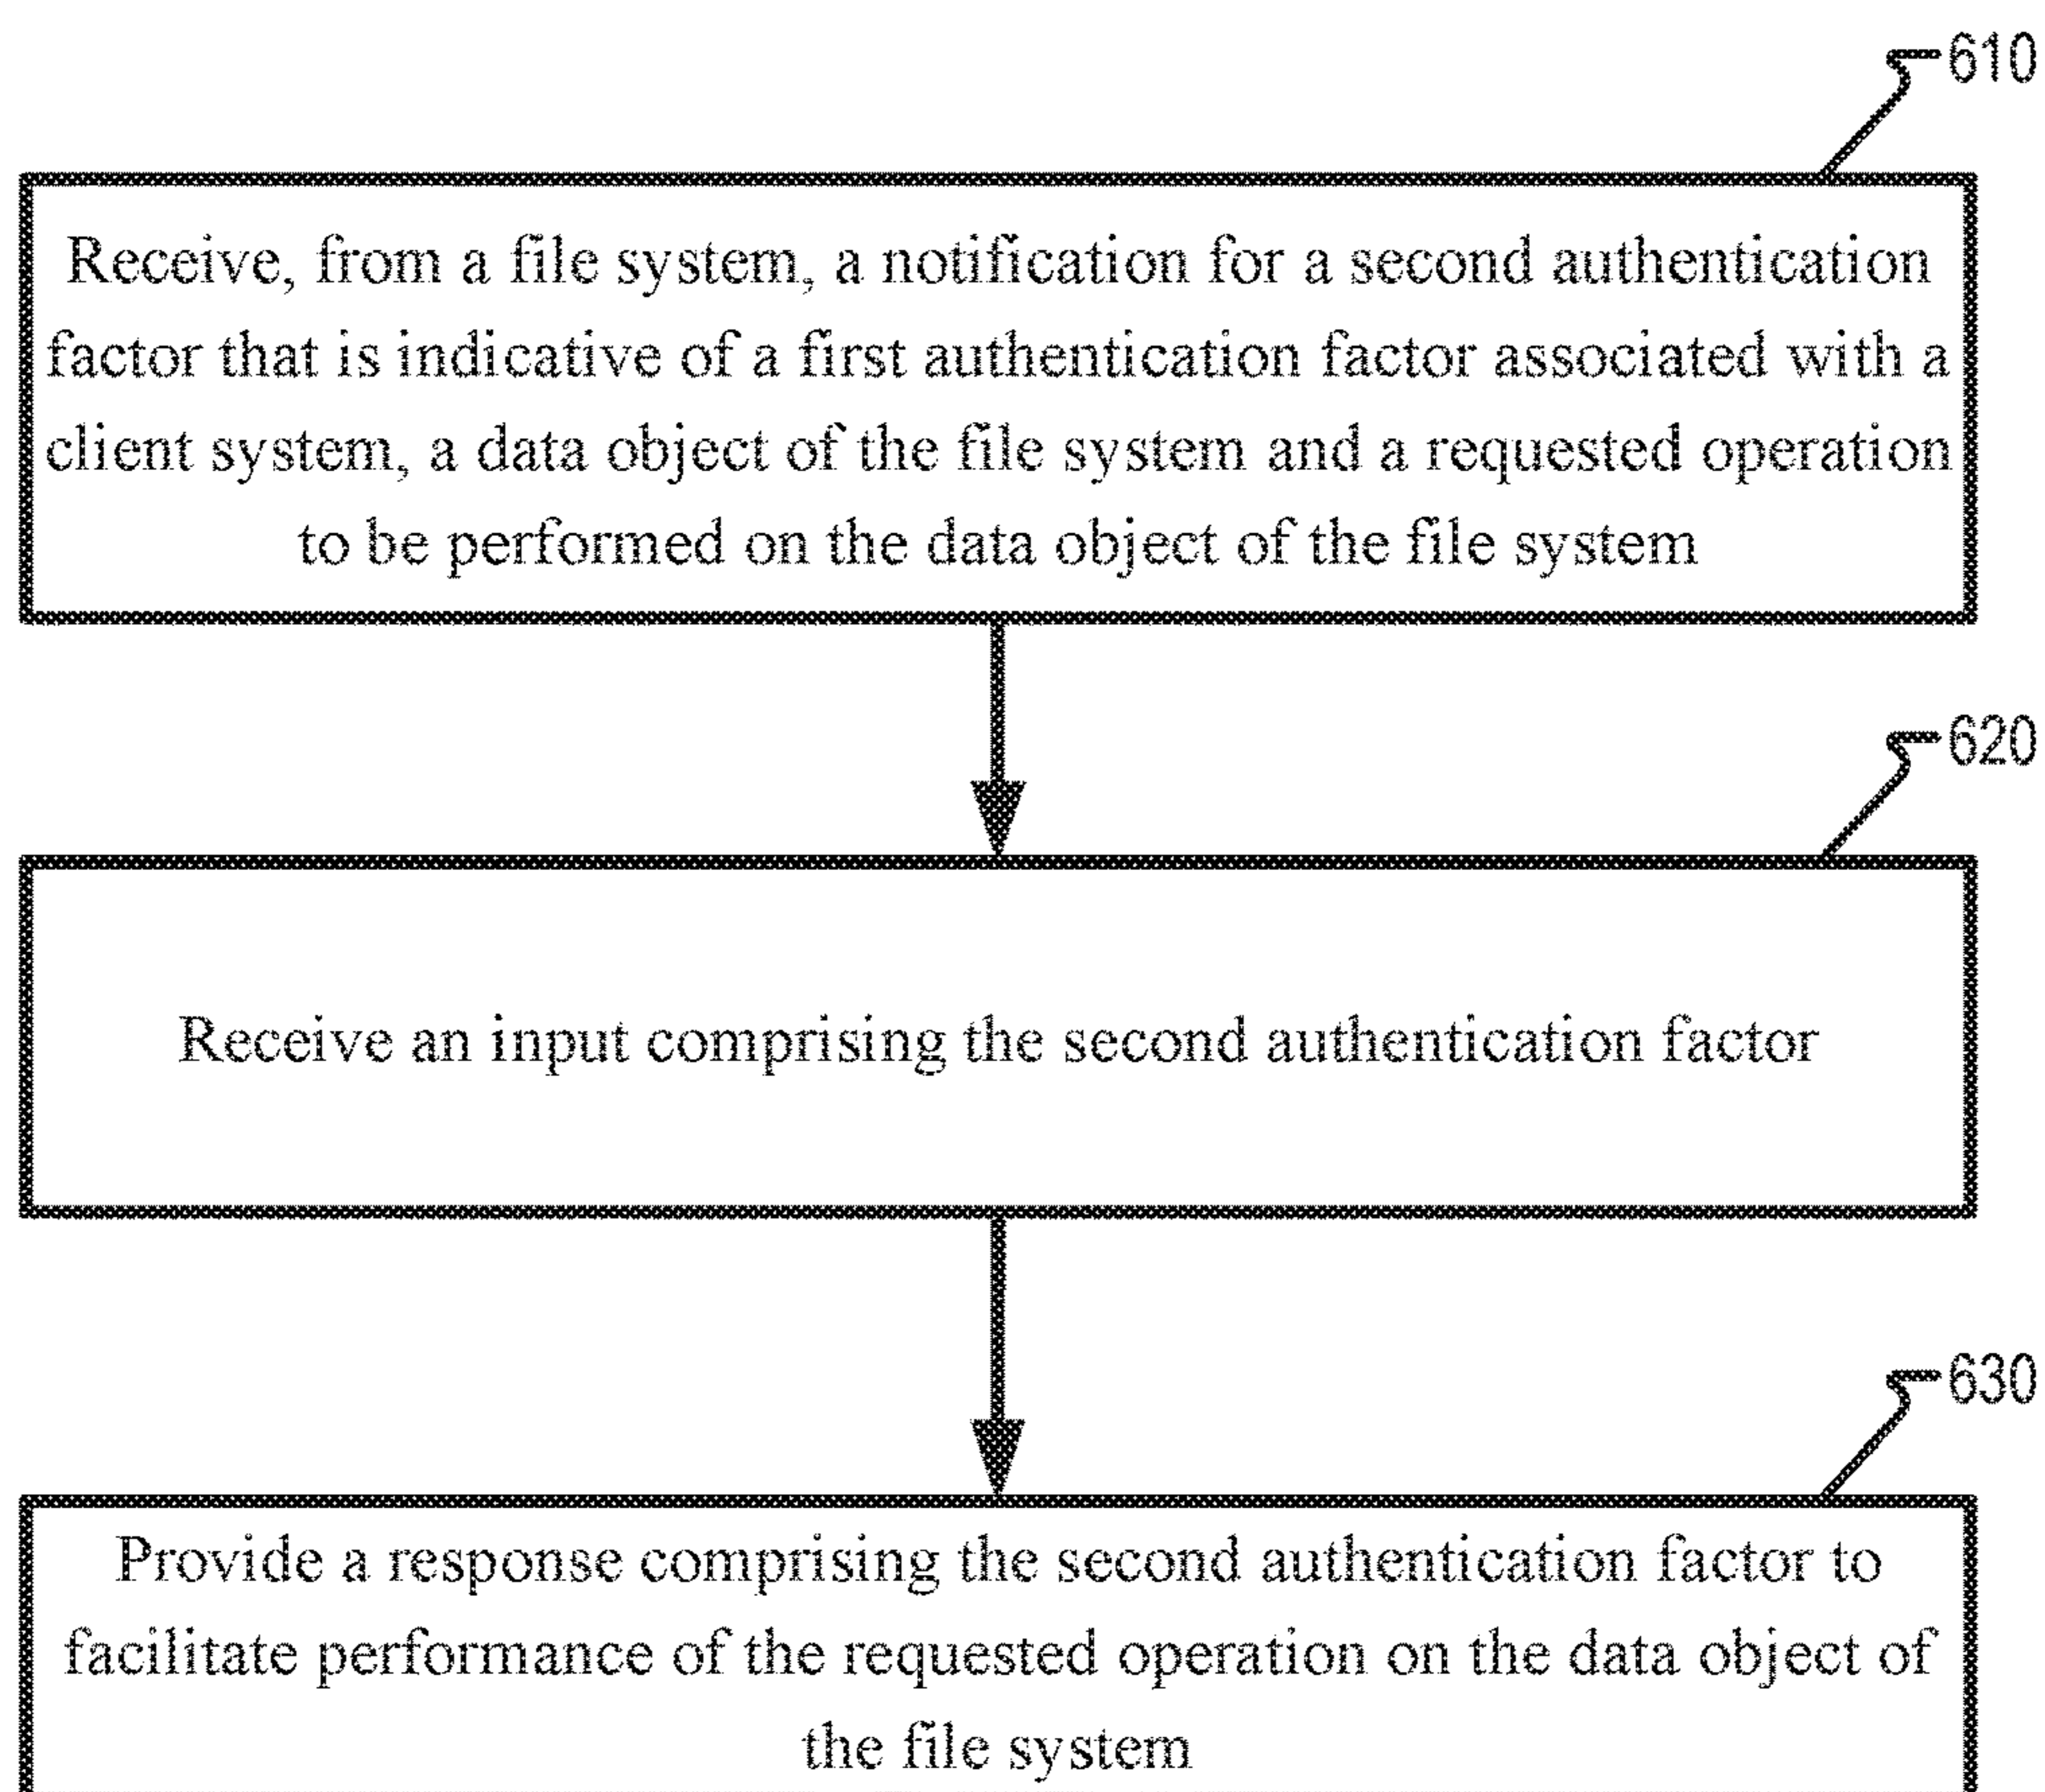 610
Receive, from a file system, a notification for a second authentication
factor that is indicative of a first authentication factor associated with a
client system, a data object of the file system and a requested operation
to be performed on the data object of the file system
620
Receive an input comprising the second authentication factor
630
Provide a response comprising the second authentication factor to
facilitate performance of the requested operation on the data object of
the file system